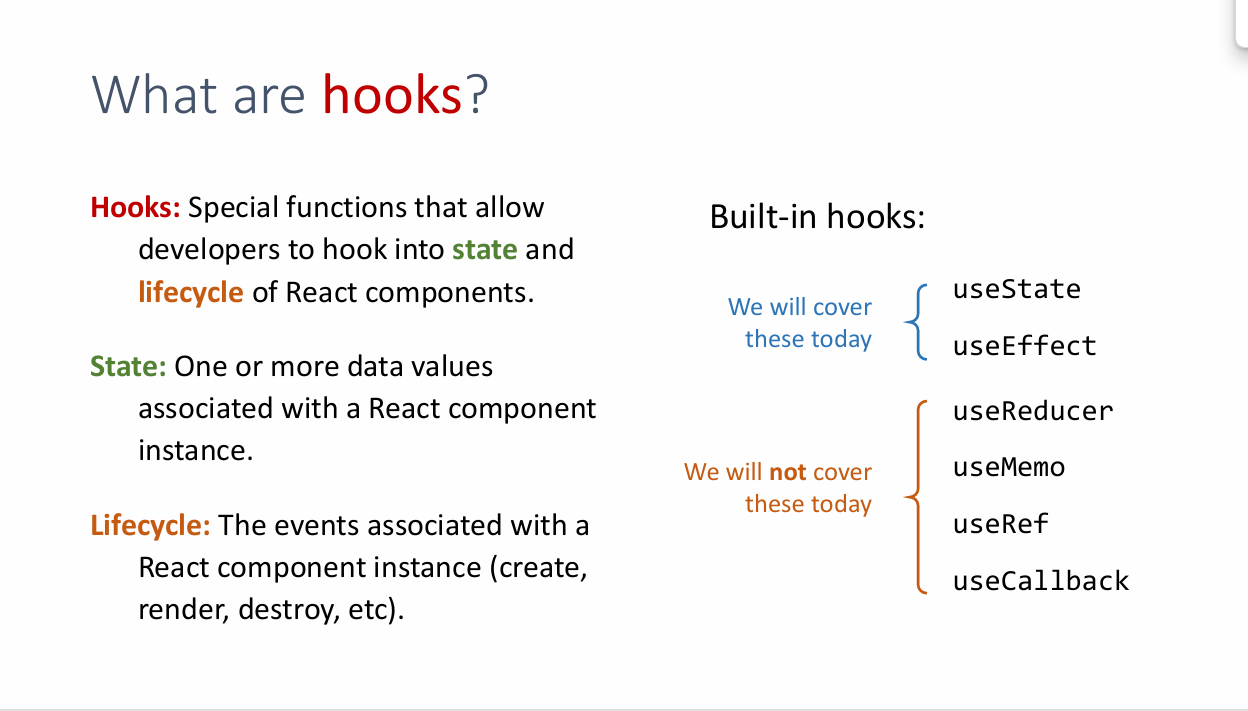 What are hooks?
Hooks: Special functions that allow
developers to hook into state and
lifecycle of React components.
State: One or more data values
associated with a React component
instance.
Lifecycle: The events associated with a
React component instance (create,
render, destroy, etc).
Built-in hooks:
We will cover
these today
useState
useEffect
We will not cover
these today
useReducer
useMemo
useRef
useCallback